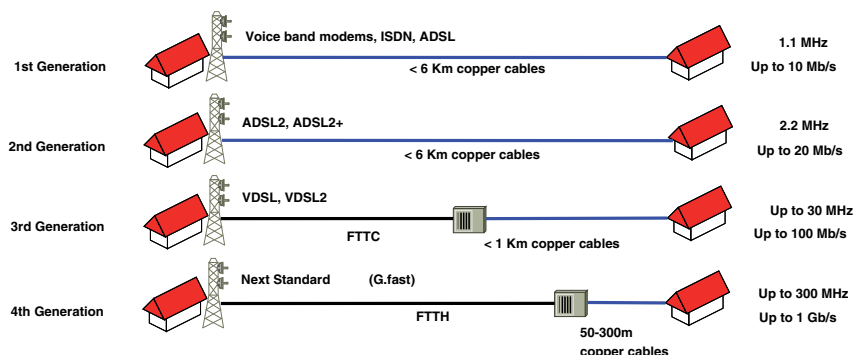 Voice band modems, ISDN, ADSL
1st Generation
< 6 Km copper cables
1.1 MHz
Up to 10 Mb/s
ADSL2, ADSL2+
2nd Generation
< 6 Km copper cables
2.2 MHz
Up to 20 Mb/s
VDSL, VDSL2
3rd Generation
FTTC
< 1 Km copper cables
Up to 30 MHz
Up to 100 Mb/s
Next Standard (G.fast)
4th Generation
FTTH
50-300m
copper cables
Up to 300 MHz
Up to 1 Gb/s